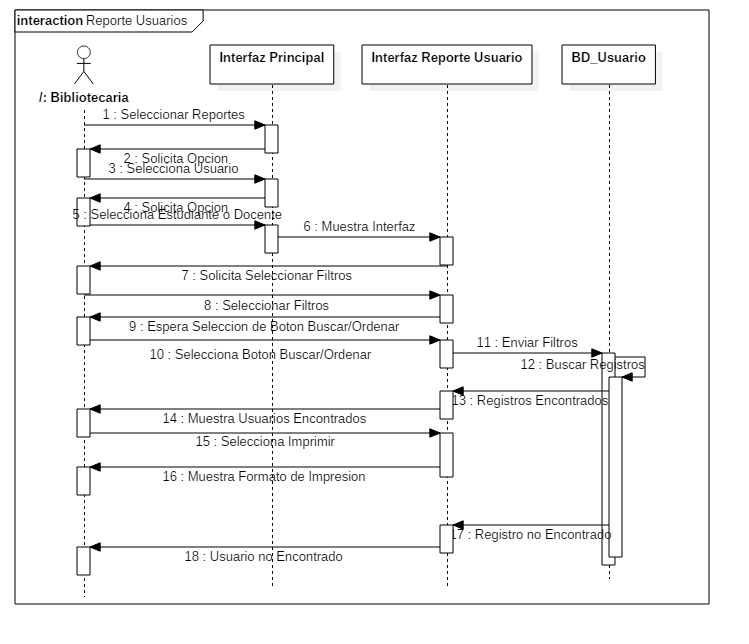 interaction Reporte Usuarios
Interfaz Principal
Interfaz Reporte Usuario
BD_Usuario
/: Bibliotecaria
1 : Seleccionar Reportes
2 : Solicita Opcion
3 : Selecciona Usuario
4 : Solicita Opcion
5 : Selecciona Estudiante o Docente
6 : Muestra Interfaz
7 : Solicita Seleccionar Filtros
8 : Seleccionar Filtros
9 : Espera Seleccion de Boton Buscar/Ordenar
10 : Selecciona Boton Buscar/Ordenar
11 : Enviar Filtros
12 : Buscar Registros
13 : Registros Encontrados
14 : Muestra Usuarios Encontrados
15 : Selecciona Imprimir
16 : Muestra Formato de Impresion
17 : Registro no Encontrado
18 : Usuario no Encontrado